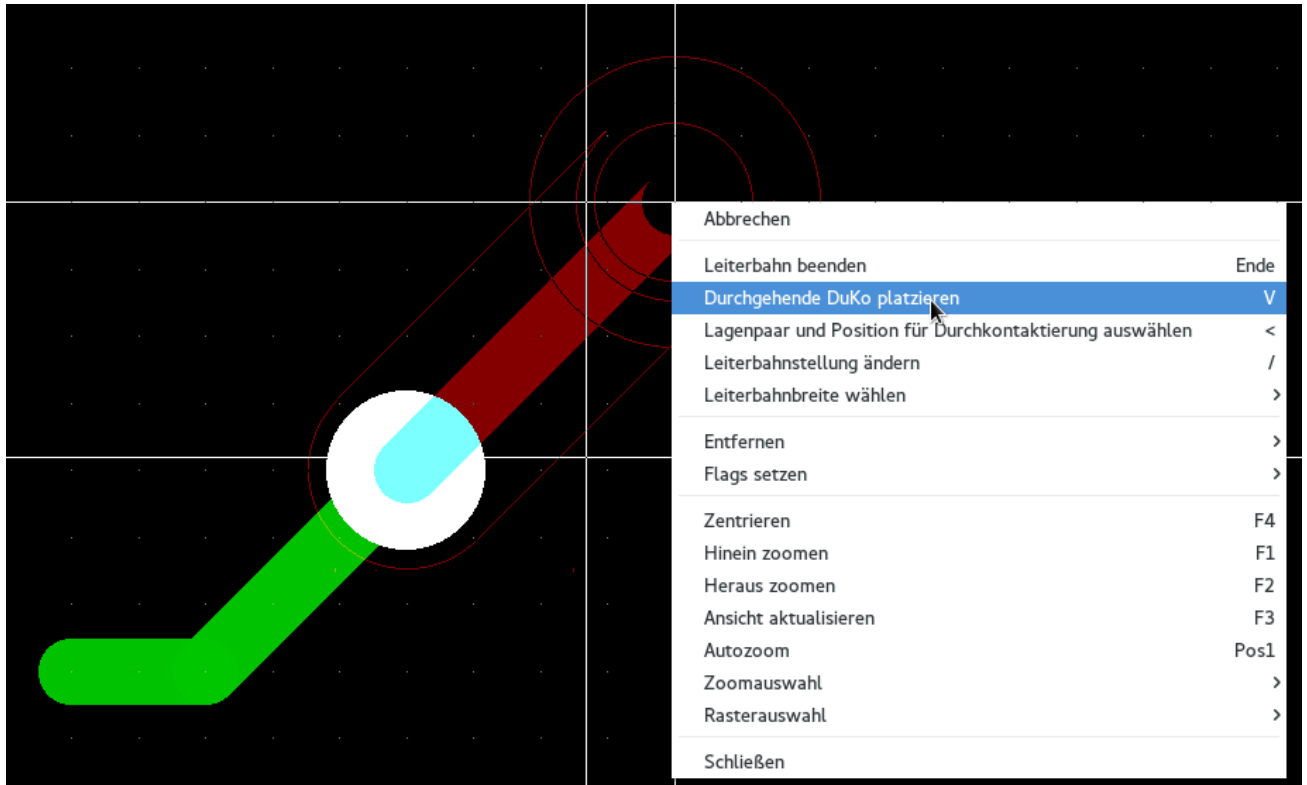 Abbrechen
Leiterbahn beenden Ende
Durchgehende DuKo platzieren V
Lagenpaar und Position für Durchkontaktierung auswählen <
Leiterbahnstellung ändern /
Leiterbahnbreite wählen >
Entfernen >
Flags setzen >
Zentrieren F4
Hinein zoomen F1
Heraus zoomen F2
Ansicht aktualisieren F3
Autozoom Pos1
Zoomauswahl >
Rasterauswahl >
Schließen